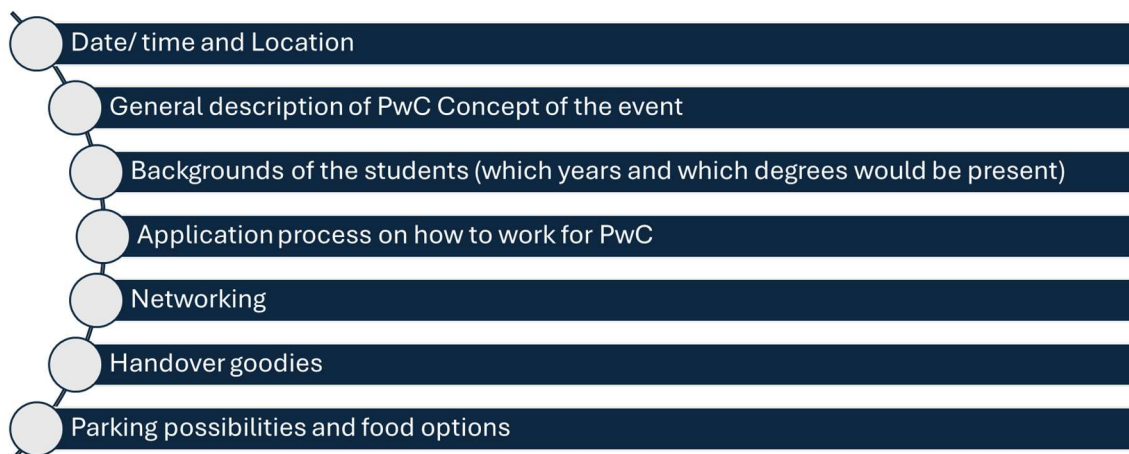 Date/ time and Location
General description of PwC Concept of the event
Backgrounds of the students (which years and which degrees would be present)
Application process on how to work for PwC
Networking
Handover goodies
Parking possibilities and food options